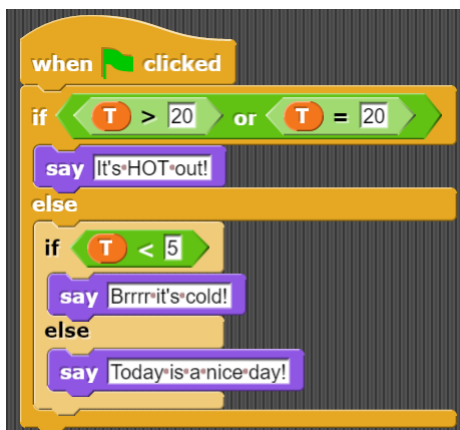 when clicked
if T > 20 or T = 20
say It's HOT out!
else
if T < 5
say Brrrr it's cold!
else
say Today is a nice day!